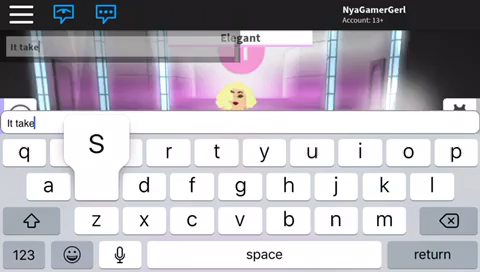 NyaGamerGerl
Account: 13+
Elegant
It take
It take
q r t y u i o p
S
a d f g h j k l
z x c v b n m
123 space return